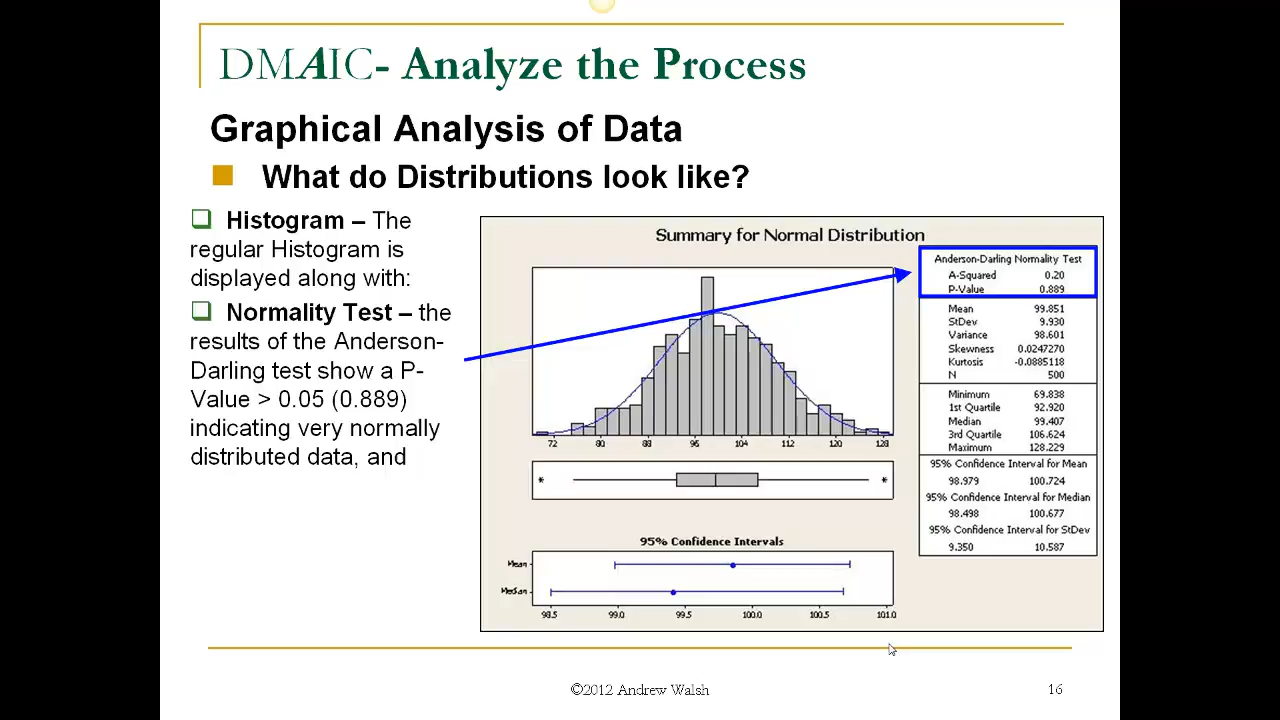 DMAIC- Analyze the Process
Graphical Analysis of Data
What do Distributions look like?
Histogram – The
regular Histogram is
displayed along with:
Normality Test – the
results of the Anderson-
Darling test show a P-
Value > 0.05 (0.889)
indicating very normally
distributed data, and
Summary for Normal Distribution
72 80 88 96 104 112 120 128
95% Confidence Intervals
Mean
Median
98.5 99.0 99.5 100.0 100.5 101.0
Anderson-Darling Normality Test
A-Squared 0.20
P-Value 0.889
Mean 99.851
StDev 9.930
Variance 98.601
Skewness 0.0247270
Kurtosis -0.0885118
N 500
Minimum 69.838
1st Quartile 92.920
Median 99.407
3rd Quartile 106.624
Maximum 128.229
95% Confidence Interval for Mean
98.979 100.724
95% Confidence Interval for Median
98.498 100.677
95% Confidence Interval for StDev
9.350 10.587
©2012 Andrew Walsh
16